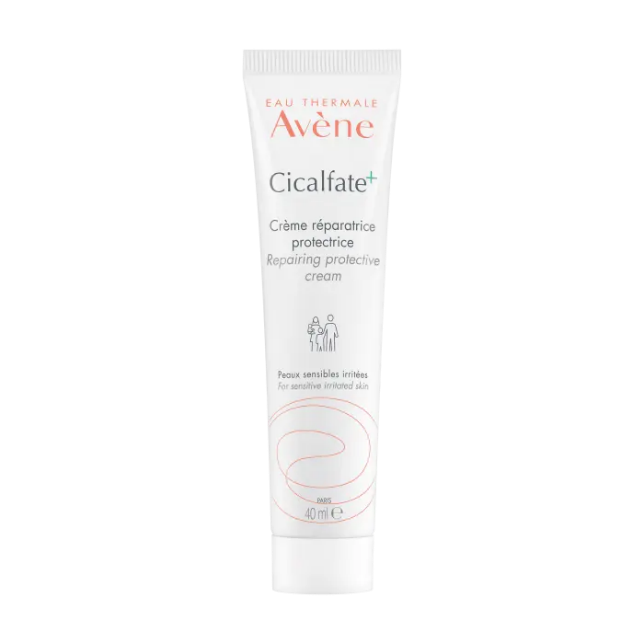 EAU THERMALE
Avène
Cicalfate+
Crème réparatrice
protectrice
Repairing protective
cream
Peaux sensibles irritées
For sensitive irritated skin
PARIS
40 ml ℮